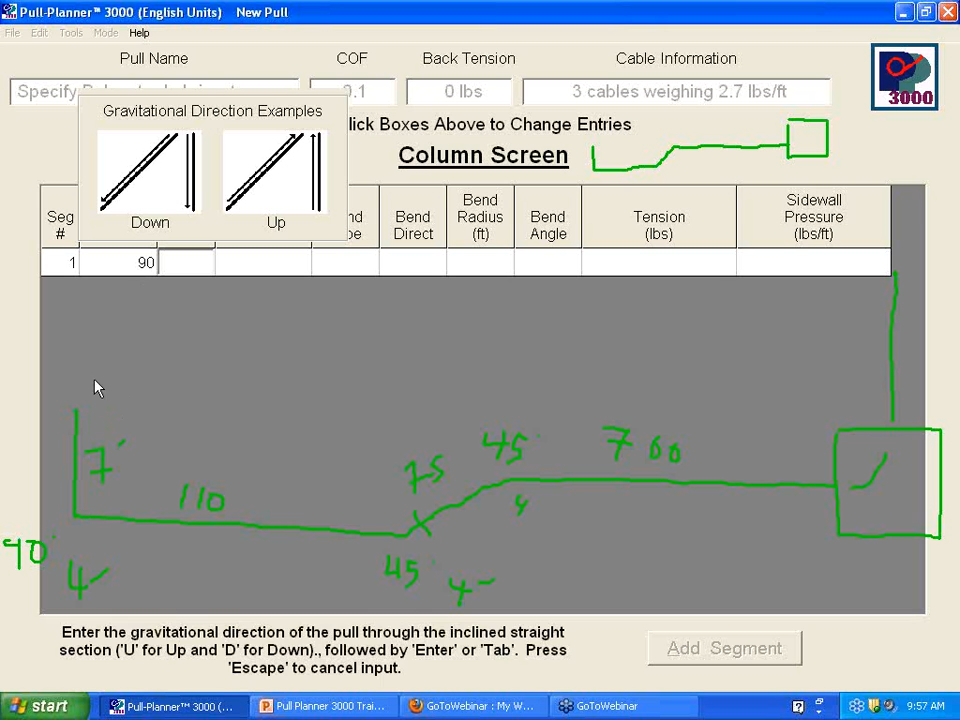 Pull-Planner™ 3000 (English Units)    New Pull
File Edit Tools Mode Help
Pull Name COF Back Tension Cable Information
0 lbs 3 cables weighing 2.7 lbs/ft
3000
Gravitational Direction Examples
Down Up
lick Boxes Above to Change Entries
Column Screen
Seg # Bend Direct Bend Radius (ft) Bend Angle Tension (lbs) Sidewall Pressure (lbs/ft)
1 90
7'
110
75
45°
760
90°
4
45°
4
Enter the gravitational direction of the pull through the inclined straight
section ('U' for Up and 'D' for Down)., followed by 'Enter' or 'Tab'. Press
'Escape' to cancel input.
Add Segment
start Pull-Planner™ 3000 (... Pull Planner 3000 Trai... GoToWebinar : My W... GoToWebinar 9:57 AM